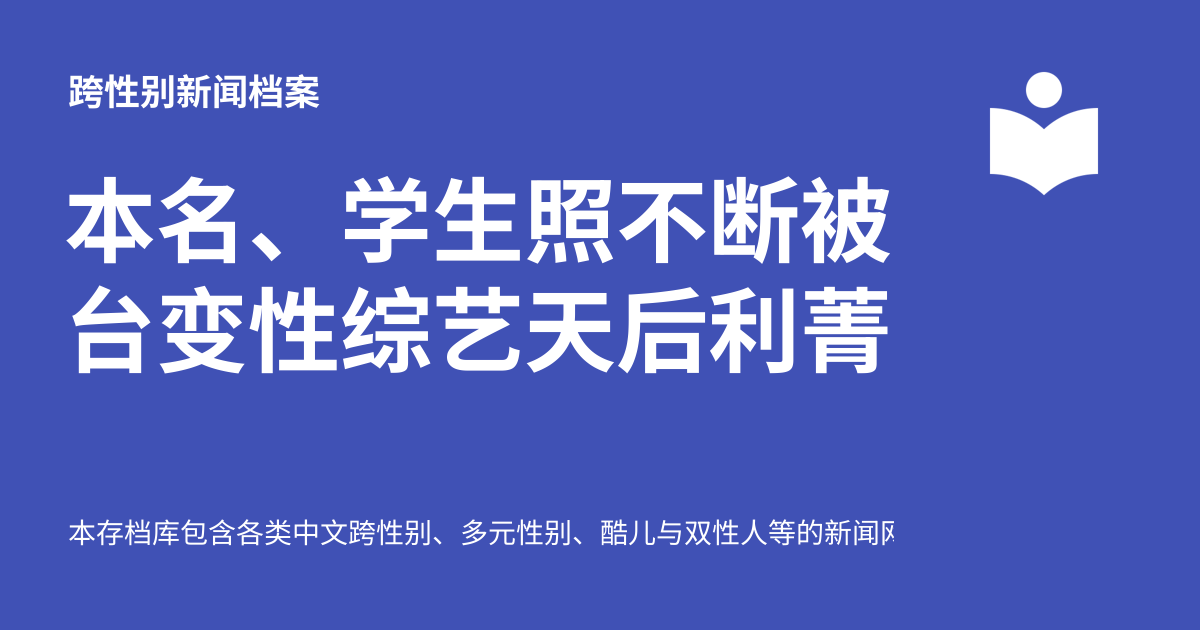 跨性别新闻档案
本名、学生照不断被
台变性综艺天后利菁
本存档库包含各类中文跨性别、多元性别、酷儿与双性人等的新闻